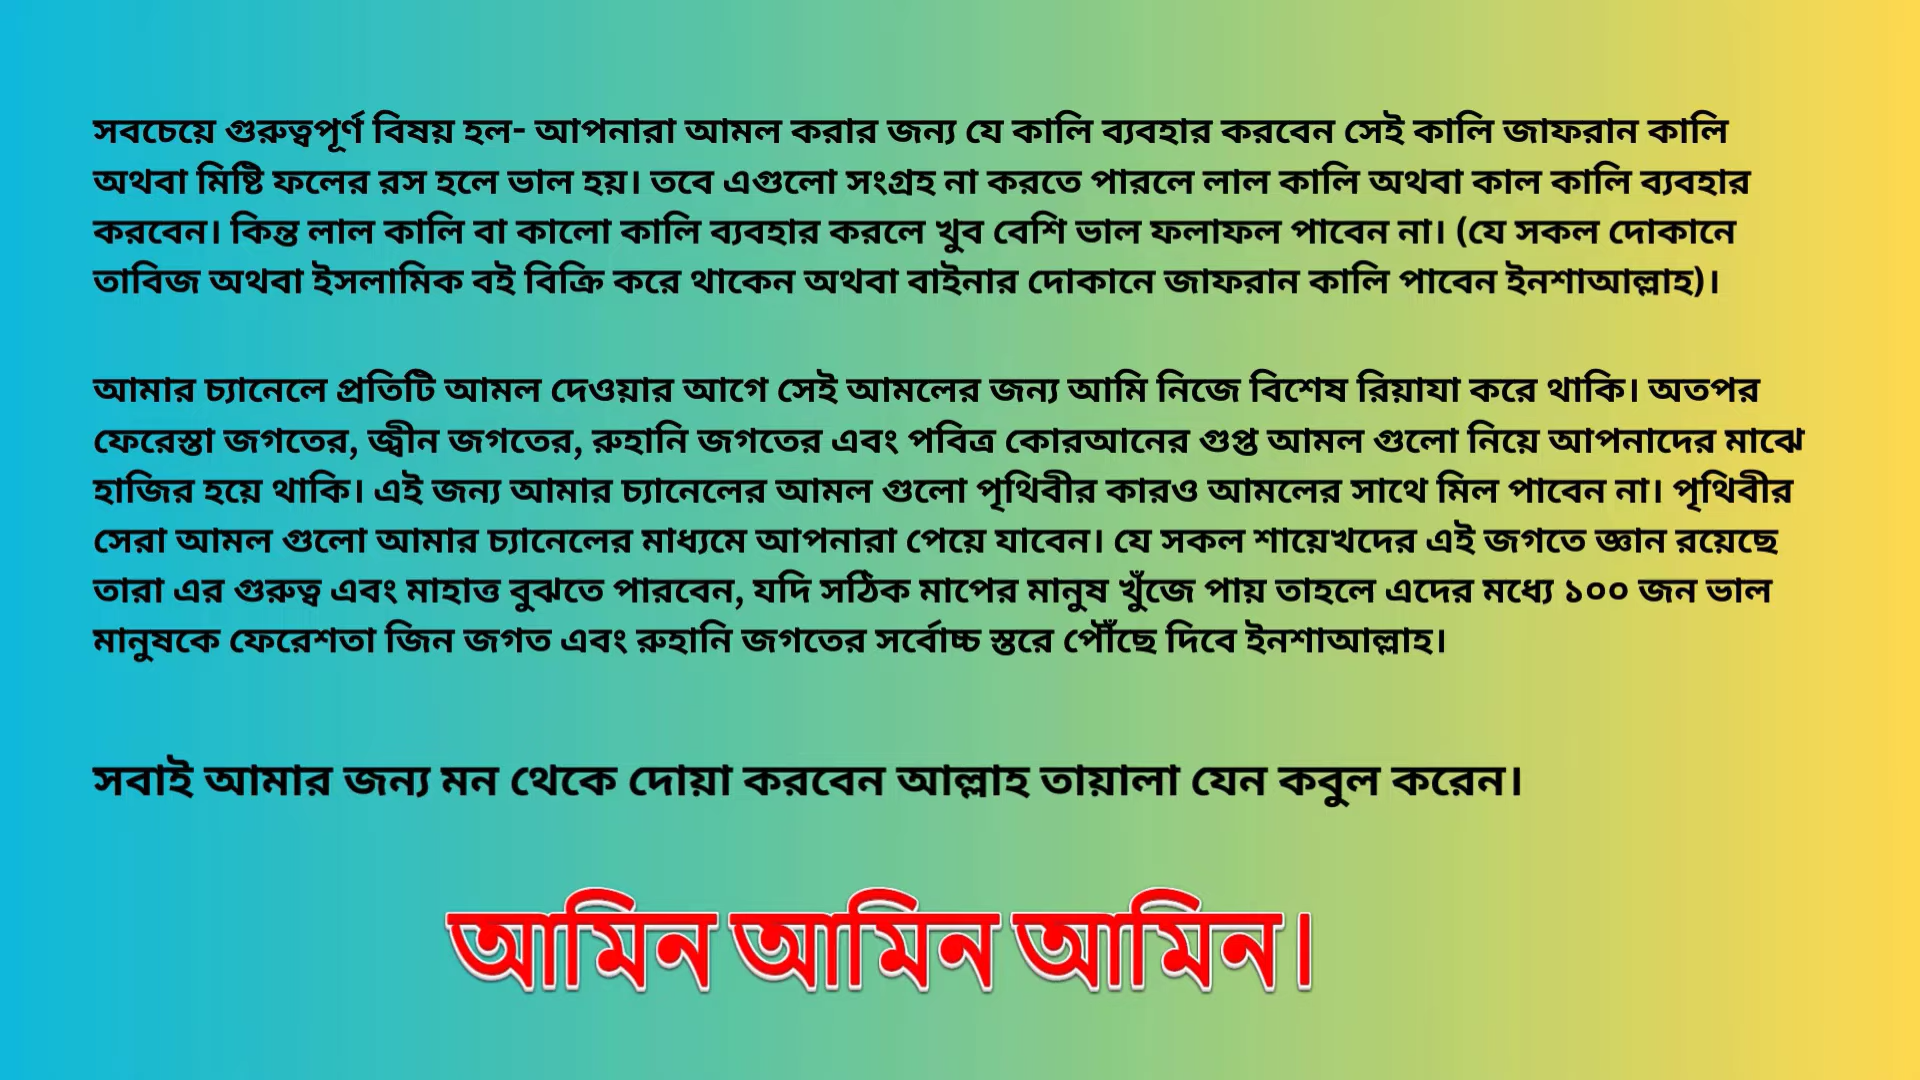 সবচেয়ে গুরুত্বপূর্ণ বিষয় হল- আপনারা আমল করার জন্য যে কালি ব্যবহার করবেন সেই কালি জাফরান কালি
অথবা মিষ্টি ফলের রস হলে ভাল হয়। তবে এগুলো সংগ্রহ না করতে পারলে লাল কালি অথবা কাল কালি ব্যবহার
করবেন। কিন্ত লাল কালি বা কালো কালি ব্যবহার করলে খুব বেশি ভাল ফলাফল পাবেন না। (যে সকল দোকানে
তাবিজ অথবা ইসলামিক বই বিক্রি করে থাকেন অথবা বাইনার দোকানে জাফরান কালি পাবেন ইনশাআল্লাহ)।
আমার চ্যানেলে প্রতিটি আমল দেওয়ার আগে সেই আমলের জন্য আমি নিজে বিশেষ রিয়াযা করে থাকি। অতপর
ফেরেস্তা জগতের, জ্বীন জগতের, রুহানি জগতের এবং পবিত্র কোরআনের গুপ্ত আমল গুলো নিয়ে আপনাদের মাঝে
হাজির হয়ে থাকি। এই জন্য আমার চ্যানেলের আমল গুলো পৃথিবীর কারও আমলের সাথে মিল পাবেন না। পৃথিবীর
সেরা আমল গুলো আমার চ্যানেলের মাধ্যমে আপনারা পেয়ে যাবেন। যে সকল শায়েখদের এই জগতে জ্ঞান রয়েছে
তারা এর গুরুত্ব এবং মাহাত্ত বুঝতে পারবেন, যদি সঠিক মাপের মানুষ খুঁজে পায় তাহলে এদের মধ্যে ১০০ জন ভাল
মানুষকে ফেরেশতা জিন জগত এবং রুহানি জগতের সর্বোচ্চ স্তরে পৌঁছে দিবে ইনশাআল্লাহ।
সবাই আমার জন্য মন থেকে দোয়া করবেন আল্লাহ তায়ালা যেন কবুল করেন।
আমিন আমিন আমিন।